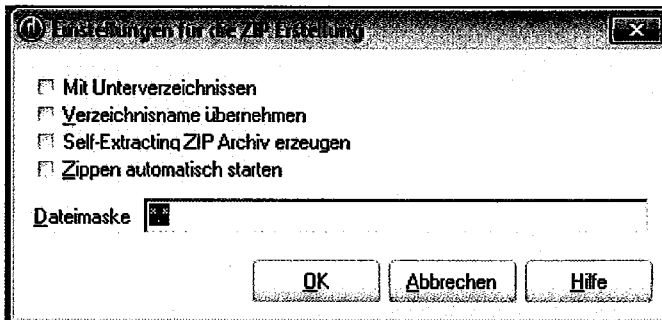 Einstellungen für die ZIP Erstellung
Mit Unterverzeichnissen
Verzeichnisname übernehmen
Self-Extracting ZIP Archiv erzeugen
Zippen automatisch starten
Dateimaske *.*
OK Abbrechen Hilfe